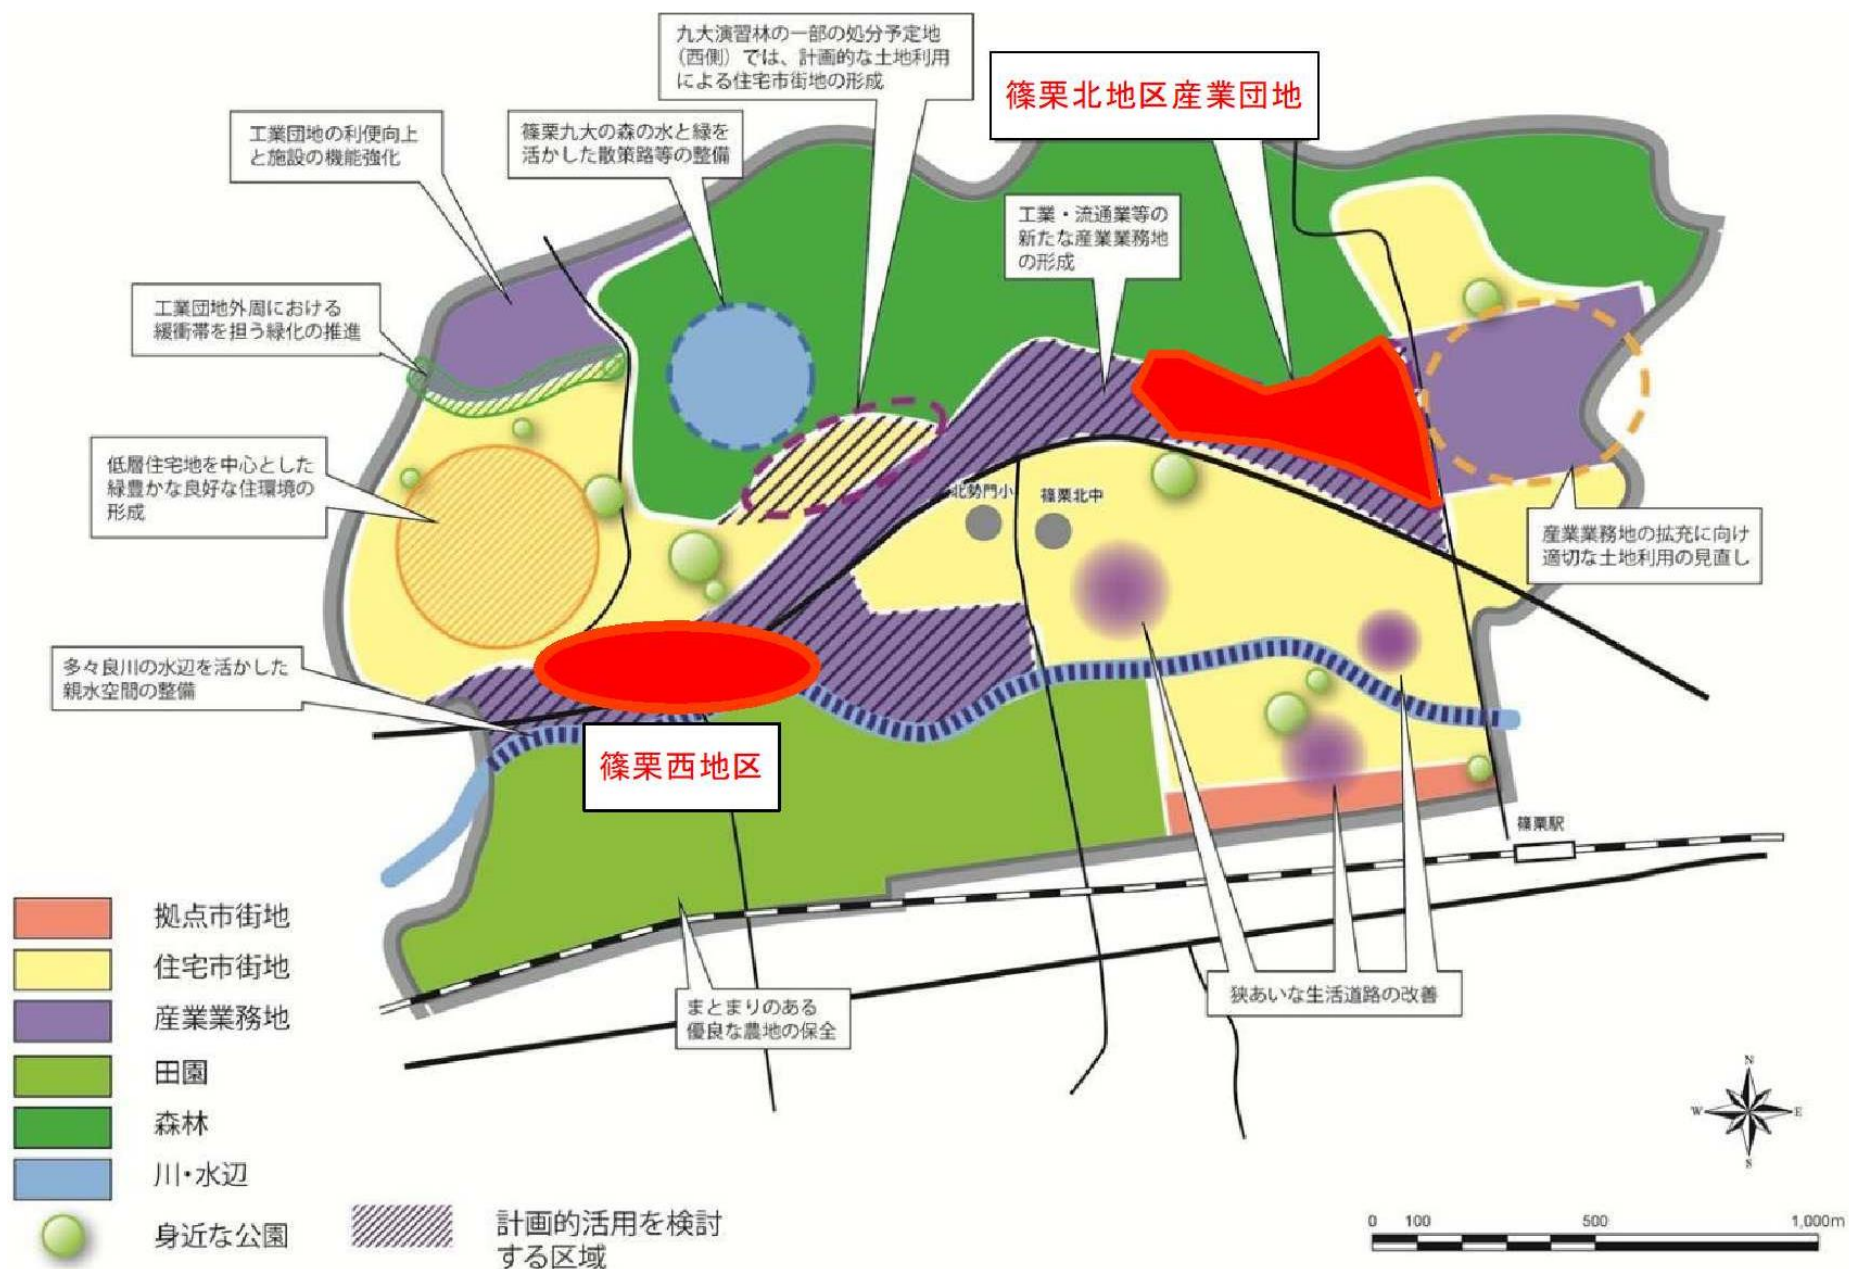 九大演習林の一部の処分予定地
(西側)では、計画的な土地利用
による住宅市街地の形成
篠栗北地区産業団地
工業団地の利便向上
と施設の機能強化
篠栗九大の森の水と緑を
活かした散策路等の整備
工業・流通業等の
新たな産業業務地
の形成
工業団地外周における
緩衝帯を担う緑化の推進
低層住宅地を中心とした
緑豊かな良好な住環境の
形成
北勢門小
篠栗北中
産業業務地の拡充に向け
適切な土地利用の見直し
多々良川の水辺を活かした
親水空間の整備
篠栗西地区
篠栗駅
拠点市街地
住宅市街地
産業業務地
田園
森林
川・水辺
身近な公園
計画的活用を検討
する区域
まとまりのある
優良な農地の保全
狭あいな生活道路の改善
N
W
E
S
0 100 500 1,000m